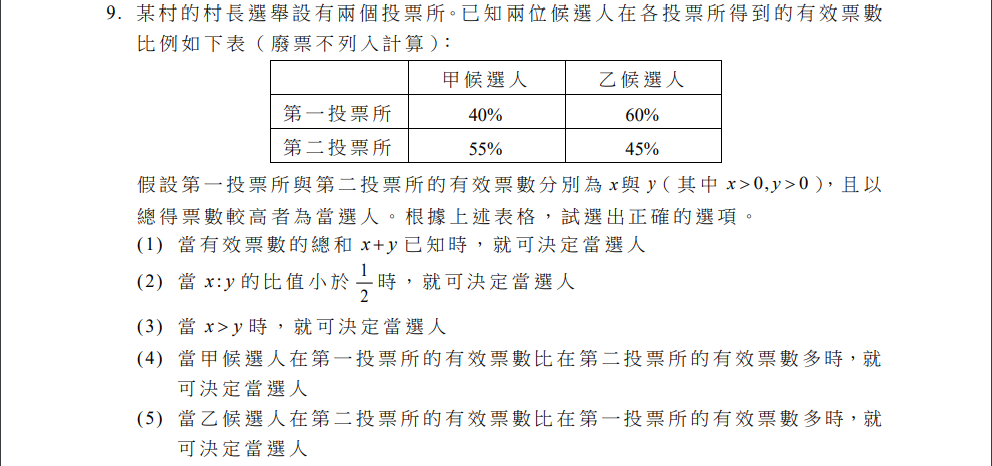 9. 某村的村長選舉設有兩個投票所。已知兩位候選人在各投票所得到的有效票數
比例如下表（廢票不列入計算）：
甲候選人 乙候選人
第一投票所 40% 60%
第二投票所 55% 45%
假設第一投票所與第二投票所的有效票數分別為 x 與 y（其中 x>0, y>0），且以
總得票數較高者為當選人。根據上述表格，試選出正確的選項。
(1) 當有效票數的總和 x+y 已知時，就可決定當選人
(2) 當 x:y 的比值小於 1/2 時，就可決定當選人
(3) 當 x>y 時，就可決定當選人
(4) 當甲候選人在第一投票所的有效票數比在第二投票所的有效票數多時，就
可決定當選人
(5) 當乙候選人在第二投票所的有效票數比在第一投票所的有效票數多時，就
可決定當選人